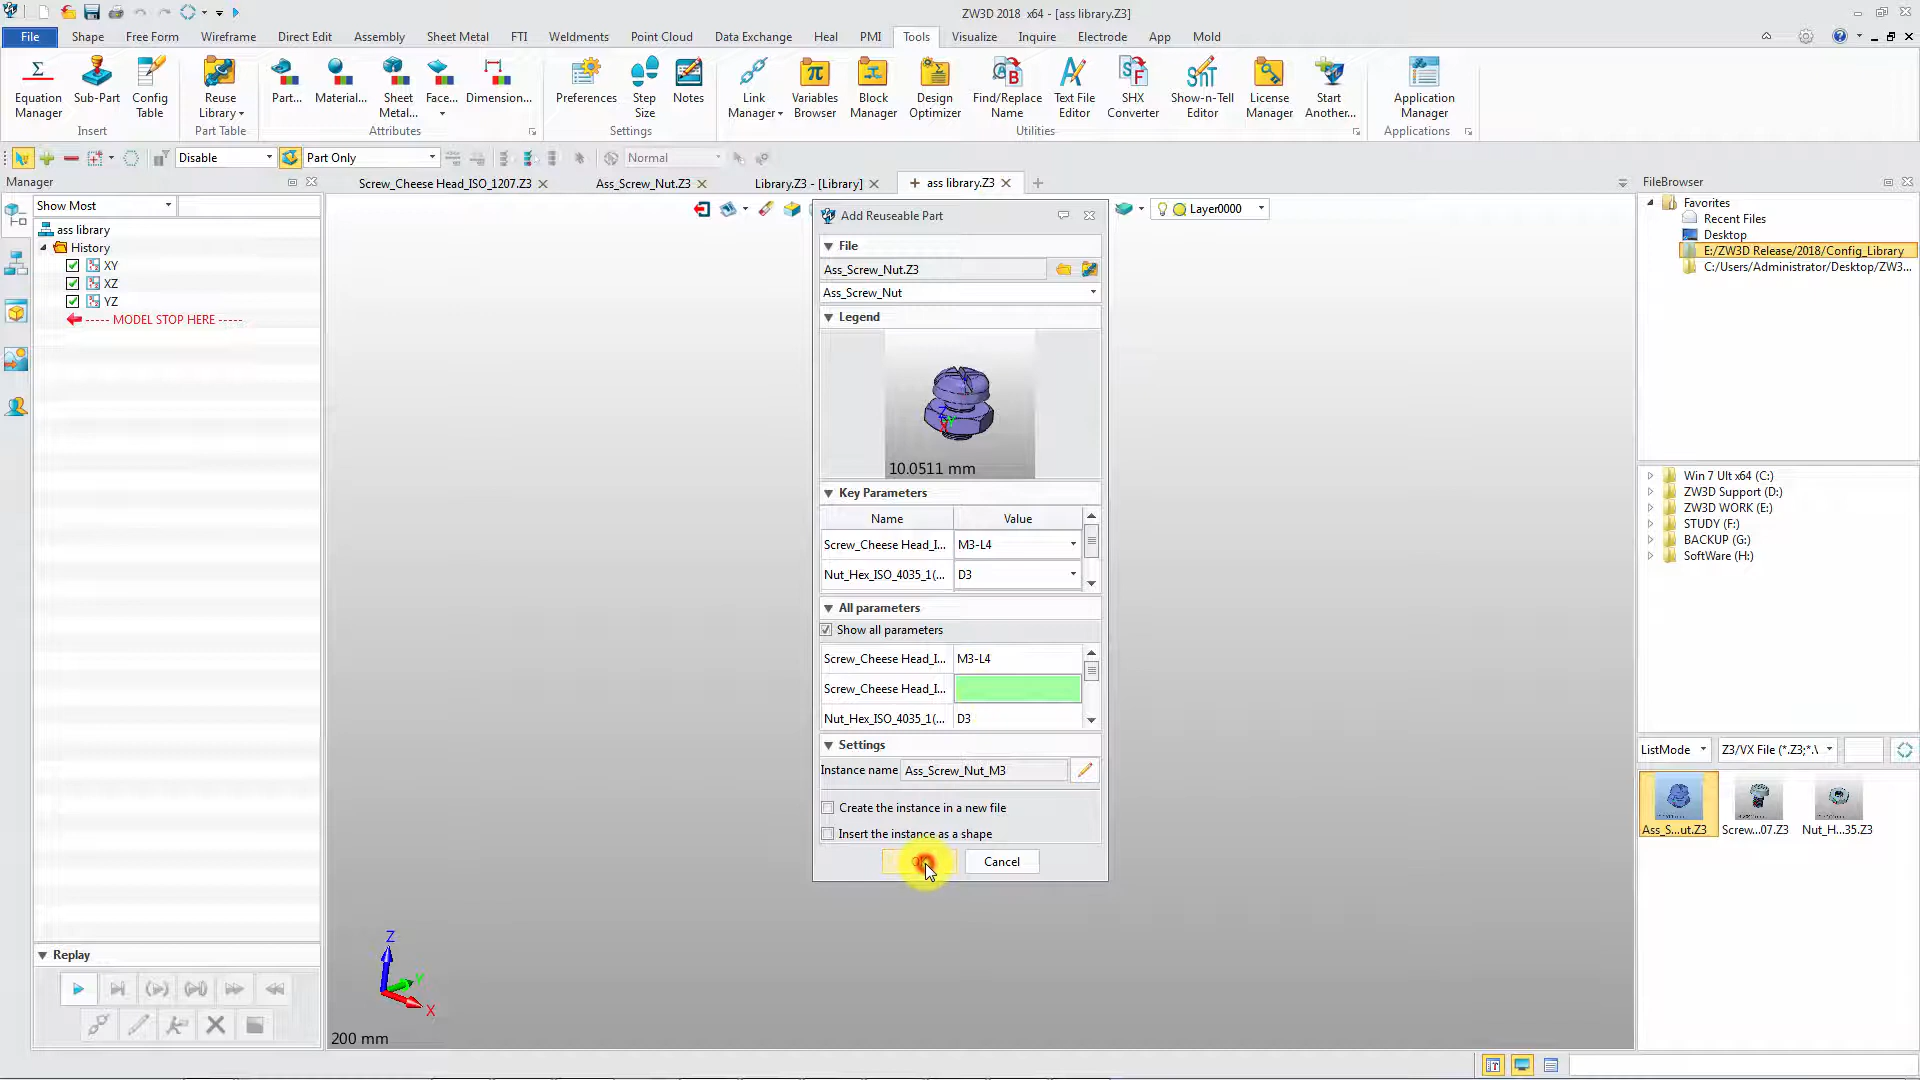 ZW3D 2018  x64 - [ass library.Z3]
File Shape Free Form Wireframe Direct Edit Assembly Sheet Metal FTI Weldments Point Cloud Data Exchange Heal PMI Tools Visualize Inquire Electrode App Mold
Equation Manager
Sub-Part
Config Table
Reuse Library
Part...
Material...
Sheet Metal...
Face...
Dimension...
Preferences
Step Size
Notes
Link Manager
Variables Browser
Block Manager
Design Optimizer
Find/Replace Name
Text File Editor
SHX Converter
Show-n-Tell Editor
License Manager
Start Another...
Application Manager
Insert Part Table Attributes Settings Utilities Applications
Disable Part Only Normal
Manager
Screw_Cheese Head_ISO_1207.Z3 Ass_Screw_Nut.Z3 Library.Z3 - [Library] ass library.Z3
Show Most
ass library
History
XY
XZ
YZ
----- MODEL STOP HERE -----
Replay
Layer0000
Add Reuseable Part
File
Ass_Screw_Nut.Z3
Ass_Screw_Nut
Legend
10.0511 mm
Key Parameters
Name Value
Screw_Cheese Head_I... M3-L4
Nut_Hex_ISO_4035_1(... D3
All parameters
Show all parameters
Screw_Cheese Head_I... M3-L4
Screw_Cheese Head_I...
Nut_Hex_ISO_4035_1(... D3
Settings
Instance name Ass_Screw_Nut_M3
Create the instance in a new file
Insert the instance as a shape
Cancel
Z
Y
X
200 mm
FileBrowser
Favorites
Recent Files
Desktop
E:/ZW3D Release/2018/Config_Library
C:/Users/Administrator/Desktop/ZW3...
Win 7 Ult x64 (C:)
ZW3D Support (D:)
ZW3D WORK (E:)
STUDY (F:)
BACKUP (G:)
SoftWare (H:)
ListMode Z3/VX File (*.Z3;*.\
Ass_S...ut.Z3 Screw...07.Z3 Nut_H...35.Z3